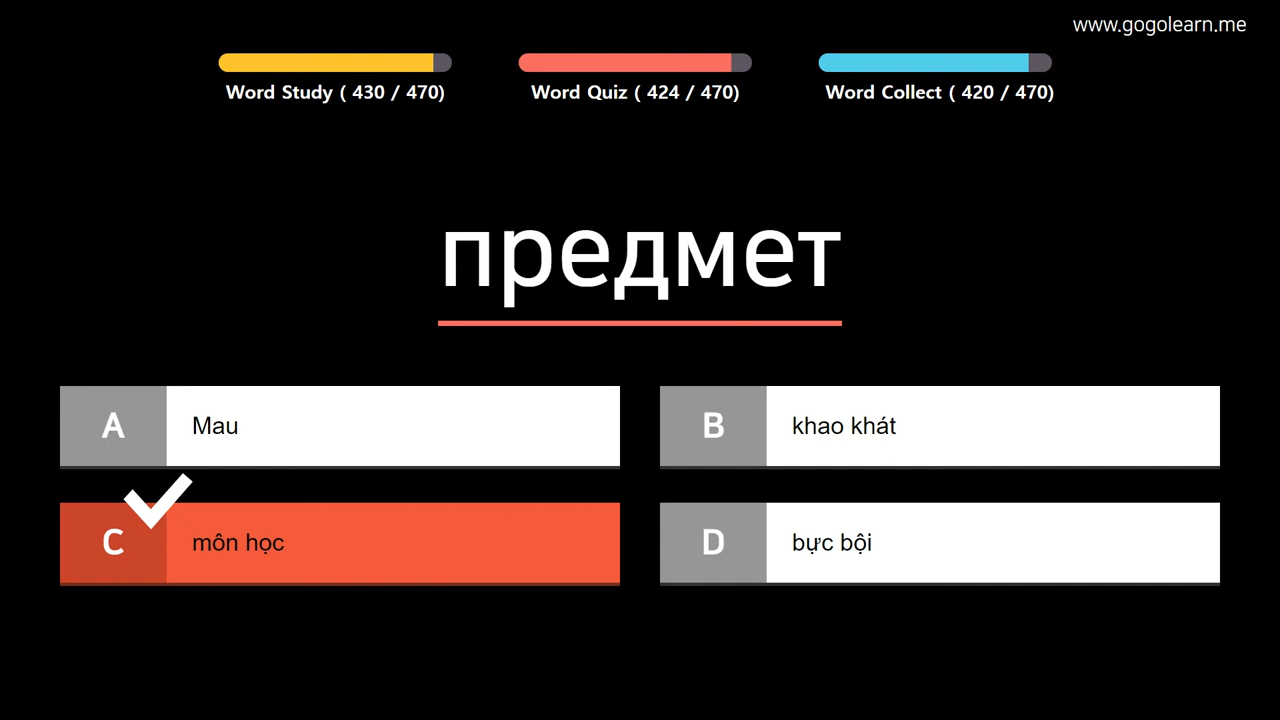 www.gogolearn.me
Word Study ( 430 / 470)
Word Quiz ( 424 / 470)
Word Collect ( 420 / 470)
предмет
A Mau
B khao khát
C môn học
D bực bội